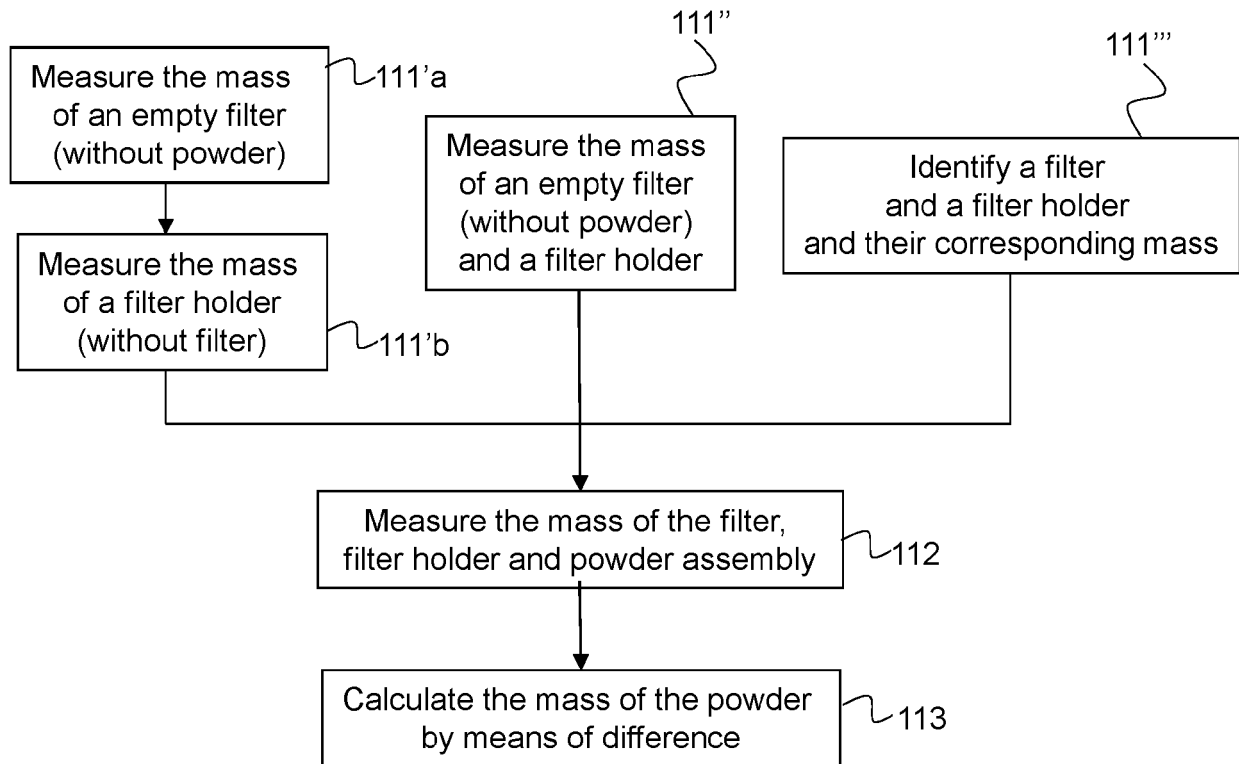 Measure the mass
of an empty filter
(without powder)
111’a
Measure the mass
of a filter holder
(without filter)
111’b
111’’
Measure the mass
of an empty filter
(without powder)
and a filter holder
111’’’
Identify a filter
and a filter holder
and their corresponding mass
Measure the mass of the filter,
filter holder and powder assembly
112
Calculate the mass of the powder
by means of difference
113